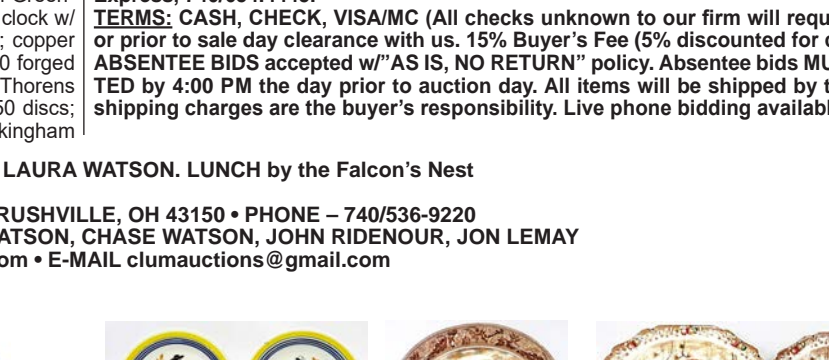 clock w/
; copper
0 forged
Thorens
50 discs;
kingham
TERMS: CASH, CHECK, VISA/MC (All checks unknown to our firm will requ
or prior to sale day clearance with us. 15% Buyer's Fee (5% discounted for
ABSENTEE BIDS accepted w/"AS IS, NO RETURN" policy. Absentee bids MU
TED by 4:00 PM the day prior to auction day. All items will be shipped by t
shipping charges are the buyer's responsibility. Live phone bidding availabl
LAURA WATSON. LUNCH by the Falcon's Nest
RUSHVILLE, OH 43150 • PHONE – 740/536-9220
ATSON, CHASE WATSON, JOHN RIDENOUR, JON LEMAY
om • E-MAIL clumauctions@gmail.com